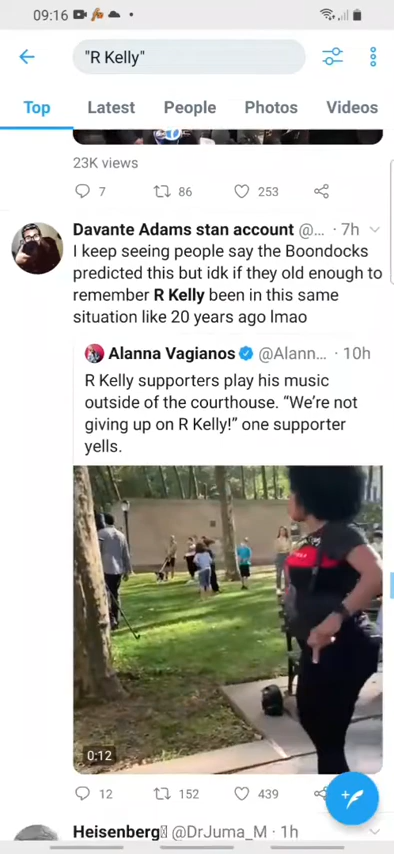 09:16
"R Kelly"
Top Latest People Photos Videos
23K views
7 86 253
Davante Adams stan account @... · 7h
I keep seeing people say the Boondocks
predicted this but idk if they old enough to
remember R Kelly been in this same
situation like 20 years ago lmao
Alanna Vagianos @Alann... · 10h
R Kelly supporters play his music
outside of the courthouse. “We’re not
giving up on R Kelly!” one supporter
yells.
0:12
12 152 439
Heisenberg @DrJuma_M · 1h